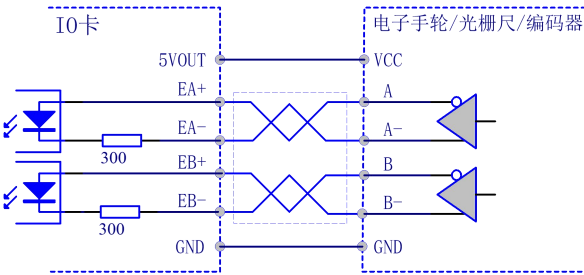 IO卡
电子手轮/光栅尺/编码器
5VOUT
VCC
EA+
A
EA-
A-
300
EB+
B
EB-
B-
300
GND
GND